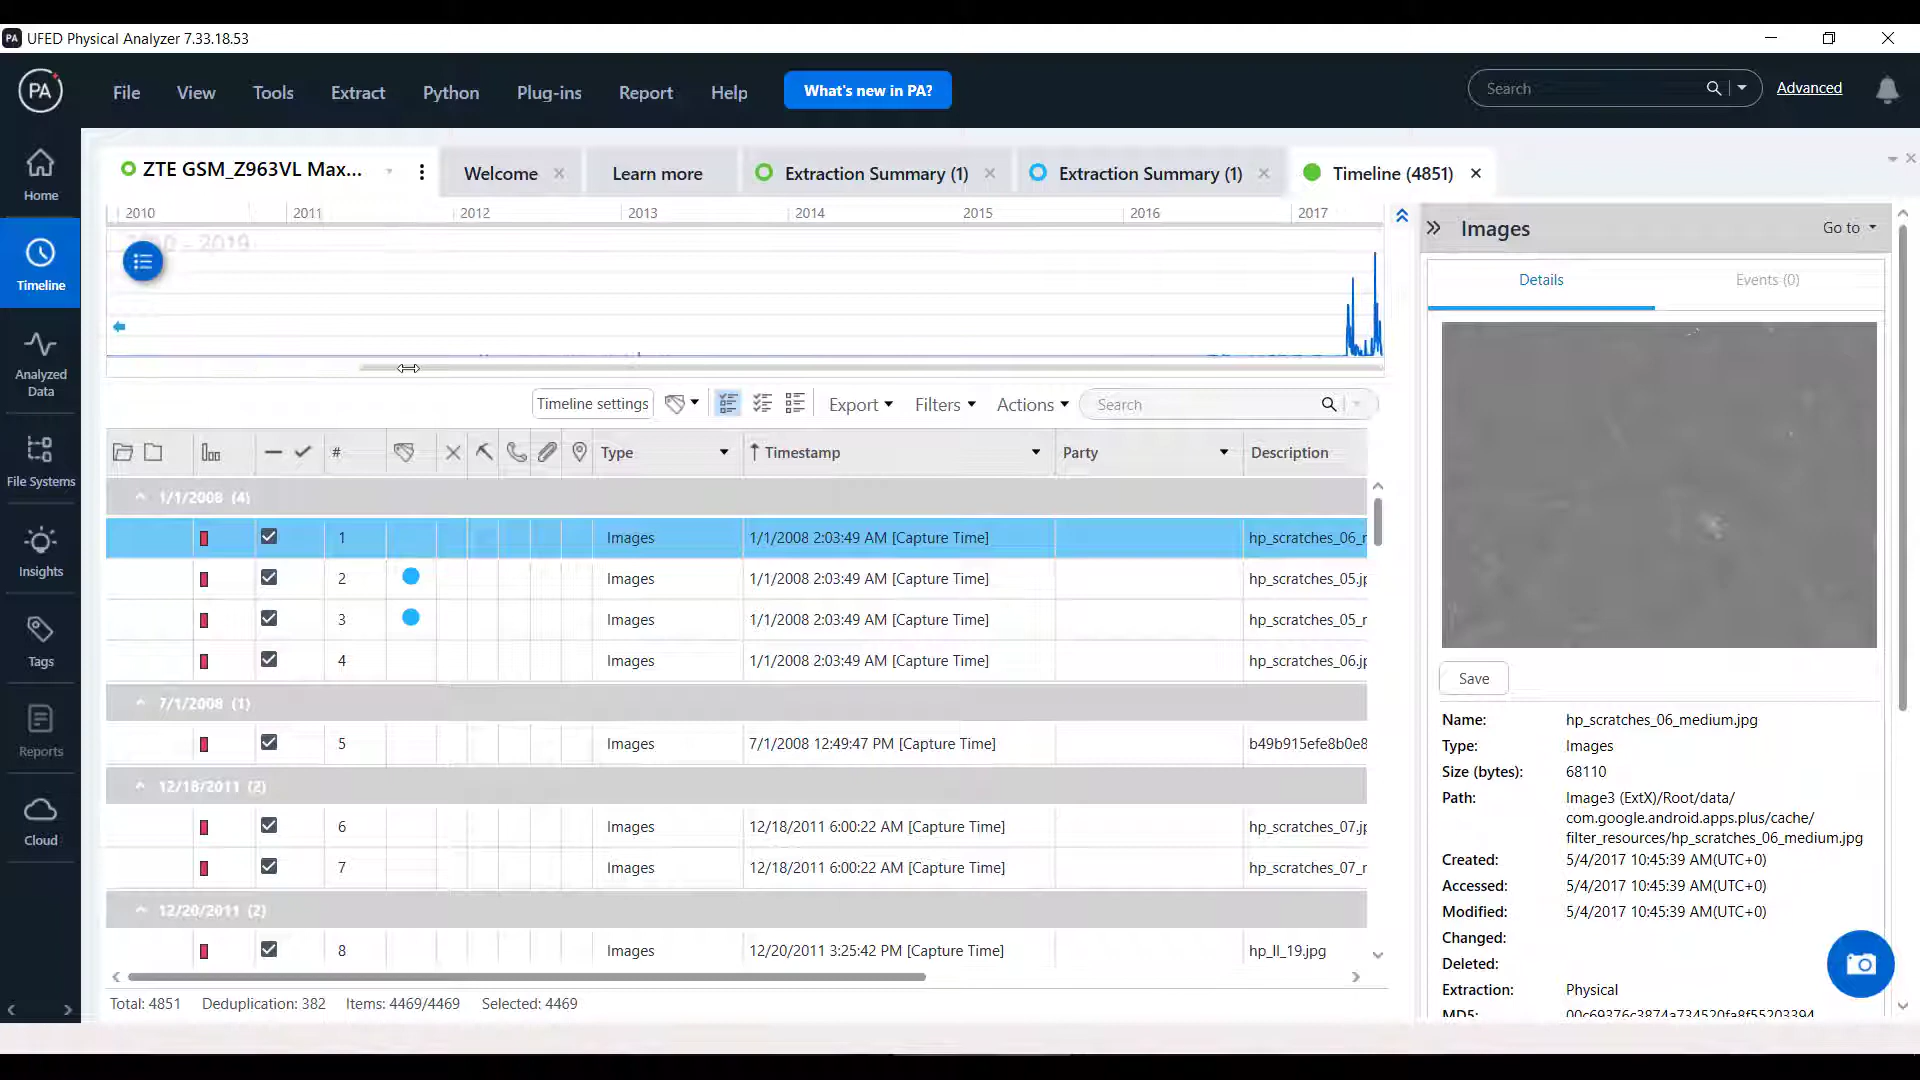 PA UFED Physical Analyzer 7.33.18.53
PA File View Tools Extract Python Plug-ins Report Help What's new in PA? Search Advanced
ZTE GSM_Z963VL Max... Welcome Learn more Extraction Summary (1) Extraction Summary (1) Timeline (4851)
Home
Timeline
Analyzed
Data
File Systems
Insights
Tags
Reports
Cloud
2010 2011 2012 2013 2014 2015 2016 2017
Timeline settings Export Filters Actions Search
# Type Timestamp Party Description
1/1/2008 (4)
1 Images 1/1/2008 2:03:49 AM [Capture Time] hp_scratches_06_r
2 Images 1/1/2008 2:03:49 AM [Capture Time] hp_scratches_05.jp
3 Images 1/1/2008 2:03:49 AM [Capture Time] hp_scratches_05_r
4 Images 1/1/2008 2:03:49 AM [Capture Time] hp_scratches_06.jp
7/1/2008 (1)
5 Images 7/1/2008 12:49:47 PM [Capture Time] b49b915efe8b0e8
12/18/2011 (2)
6 Images 12/18/2011 6:00:22 AM [Capture Time] hp_scratches_07.jp
7 Images 12/18/2011 6:00:22 AM [Capture Time] hp_scratches_07_r
12/20/2011 (2)
8 Images 12/20/2011 3:25:42 PM [Capture Time] hp_ll_19.jpg
Total: 4851 Deduplication: 382 Items: 4469/4469 Selected: 4469
Images Go to
Details Events (0)
Save
Name: hp_scratches_06_medium.jpg
Type: Images
Size (bytes): 68110
Path: Image3 (ExtX)/Root/data/
com.google.android.apps.plus/cache/
filter_resources/hp_scratches_06_medium.jpg
Created: 5/4/2017 10:45:39 AM(UTC+0)
Accessed: 5/4/2017 10:45:39 AM(UTC+0)
Modified: 5/4/2017 10:45:39 AM(UTC+0)
Changed:
Deleted:
Extraction: Physical
MD5: